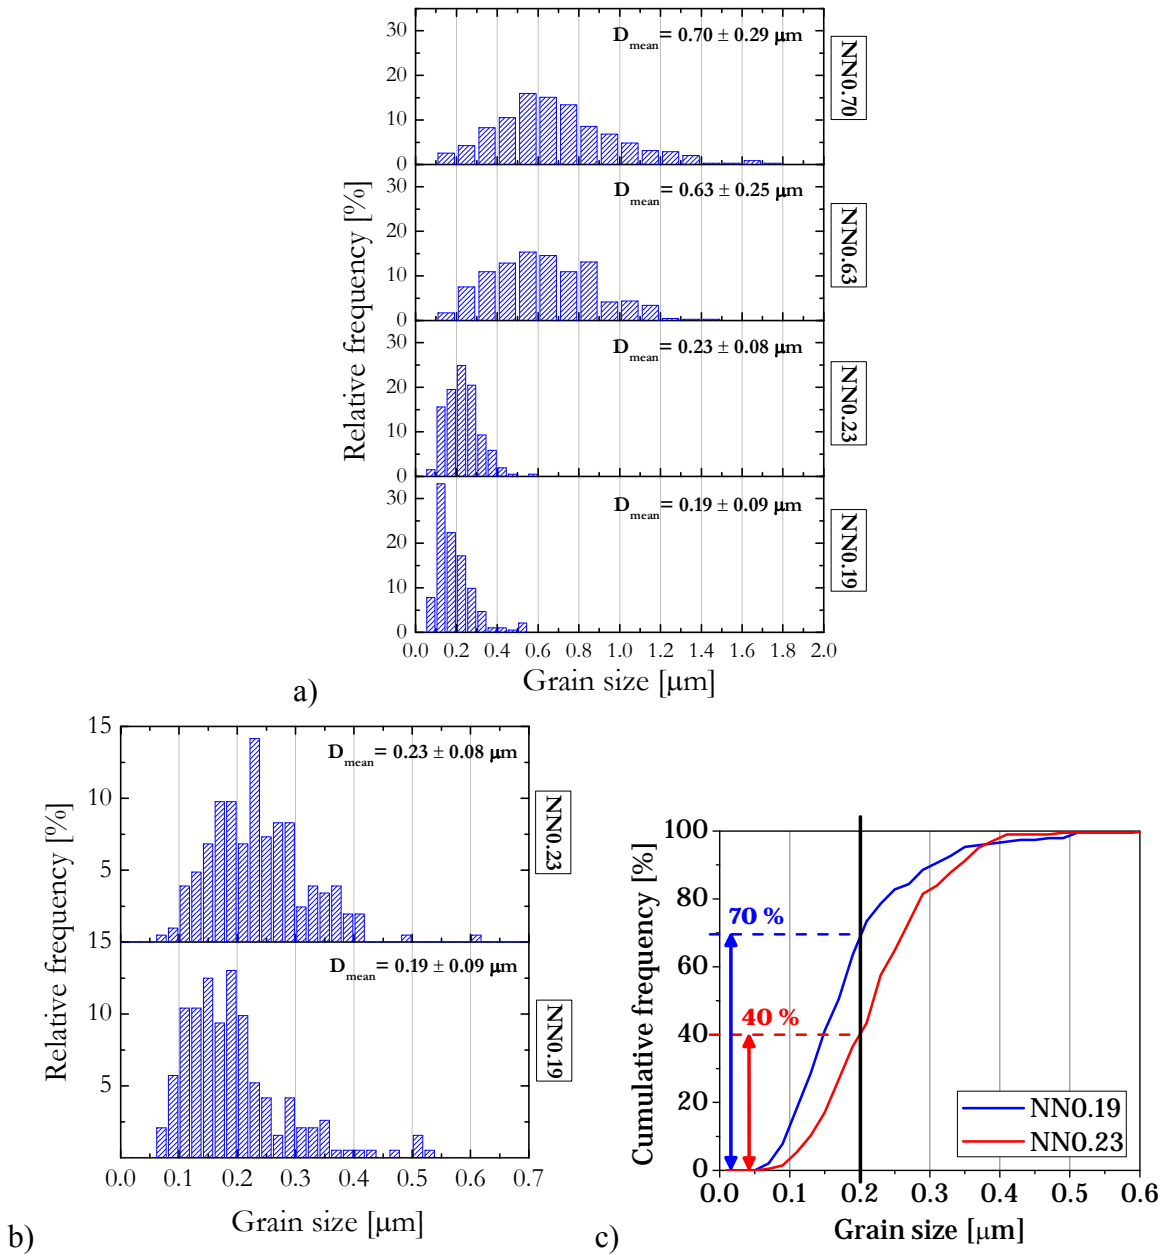 D_mean = 0.70 ± 0.29 μm
NN0.70
30
20
10
0
D_mean = 0.63 ± 0.25 μm
NN0.63
30
20
10
0
D_mean = 0.23 ± 0.08 μm
NN0.23
30
20
10
0
D_mean = 0.19 ± 0.09 μm
NN0.19
30
20
10
0
Relative frequency [%]
0.0 0.2 0.4 0.6 0.8 1.0 1.2 1.4 1.6 1.8 2.0
Grain size [μm]
a)
D_mean = 0.23 ± 0.08 μm
NN0.23
15
10
5
15
D_mean = 0.19 ± 0.09 μm
NN0.19
10
5
Relative frequency [%]
0.0 0.1 0.2 0.3 0.4 0.5 0.6 0.7
Grain size [μm]
b)
100
80
60
40
20
0
Cumulative frequency [%]
70 %
40 %
NN0.19
NN0.23
0.0 0.1 0.2 0.3 0.4 0.5 0.6
Grain size [μm]
c)